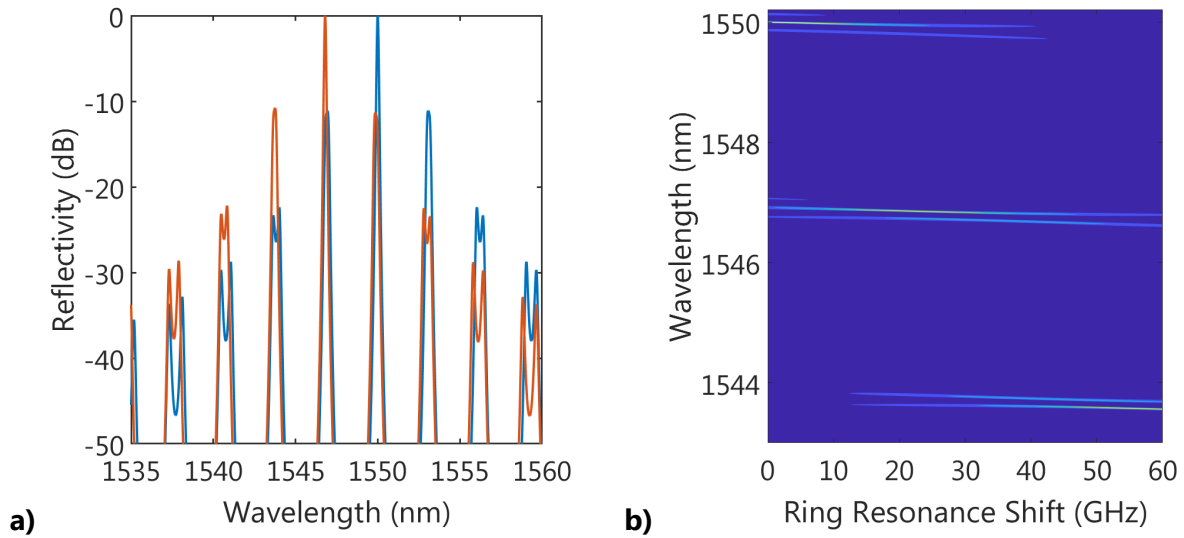 0
-10
-20
-30
-40
-50
Reflectivity (dB)
1535 1540 1545 1550 1555 1560
Wavelength (nm)
a)
1550
1548
1546
1544
Wavelength (nm)
0 10 20 30 40 50 60
Ring Resonance Shift (GHz)
b)